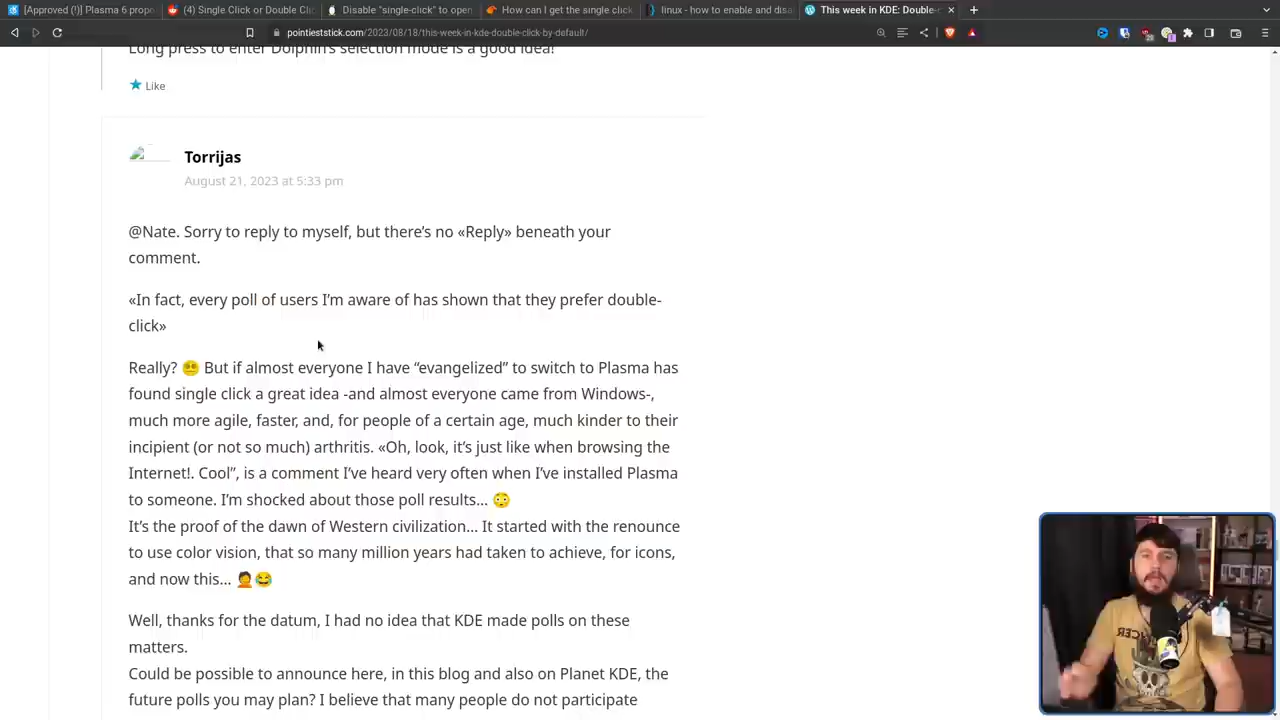 [Approved (!)] Plasma 6 propo
(4) Single Click or Double Cli
Disable "single-click" to open
How can I get the single click
linux - how to enable and disa
This week in KDE: Double-c
pointieststick.com/2023/08/18/this-week-in-kde-double-click-by-default/
Long press to enter Dolphin's selection mode is a good idea!
Like
Torrijas
August 21, 2023 at 5:33 pm
@Nate. Sorry to reply to myself, but there's no «Reply» beneath your
comment.
«In fact, every poll of users I'm aware of has shown that they prefer double-
click»
Really? 😵‍💫 But if almost everyone I have “evangelized” to switch to Plasma has
found single click a great idea -and almost everyone came from Windows-,
much more agile, faster, and, for people of a certain age, much kinder to their
incipient (or not so much) arthritis. «Oh, look, it's just like when browsing the
Internet!. Cool”, is a comment I've heard very often when I've installed Plasma
to someone. I'm shocked about those poll results… 😳
It's the proof of the dawn of Western civilization… It started with the renounce
to use color vision, that so many million years had taken to achieve, for icons,
and now this… 🤦😂
Well, thanks for the datum, I had no idea that KDE made polls on these
matters.
Could be possible to announce here, in this blog and also on Planet KDE, the
future polls you may plan? I believe that many people do not participate